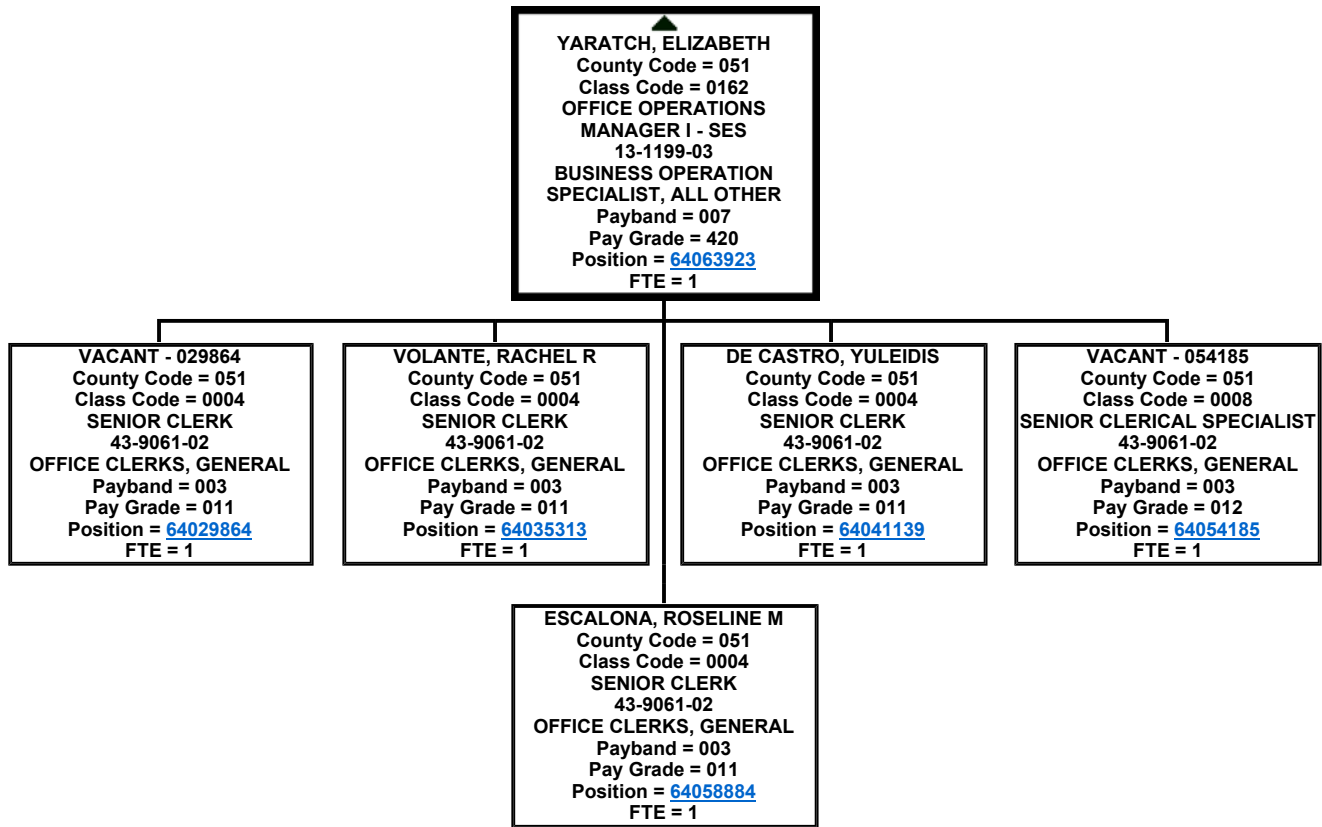 YARATCH, ELIZABETH
County Code = 051
Class Code = 0162
OFFICE OPERATIONS
MANAGER I - SES
13-1199-03
BUSINESS OPERATION
SPECIALIST, ALL OTHER
Payband = 007
Pay Grade = 420
Position = 64063923
FTE = 1
VACANT - 029864
County Code = 051
Class Code = 0004
SENIOR CLERK
43-9061-02
OFFICE CLERKS, GENERAL
Payband = 003
Pay Grade = 011
Position = 64029864
FTE = 1
VOLANTE, RACHEL R
County Code = 051
Class Code = 0004
SENIOR CLERK
43-9061-02
OFFICE CLERKS, GENERAL
Payband = 003
Pay Grade = 011
Position = 64035313
FTE = 1
DE CASTRO, YULEIDIS
County Code = 051
Class Code = 0004
SENIOR CLERK
43-9061-02
OFFICE CLERKS, GENERAL
Payband = 003
Pay Grade = 011
Position = 64041139
FTE = 1
VACANT - 054185
County Code = 051
Class Code = 0008
SENIOR CLERICAL SPECIALIST
43-9061-02
OFFICE CLERKS, GENERAL
Payband = 003
Pay Grade = 012
Position = 64054185
FTE = 1
ESCALONA, ROSELINE M
County Code = 051
Class Code = 0004
SENIOR CLERK
43-9061-02
OFFICE CLERKS, GENERAL
Payband = 003
Pay Grade = 011
Position = 64058884
FTE = 1